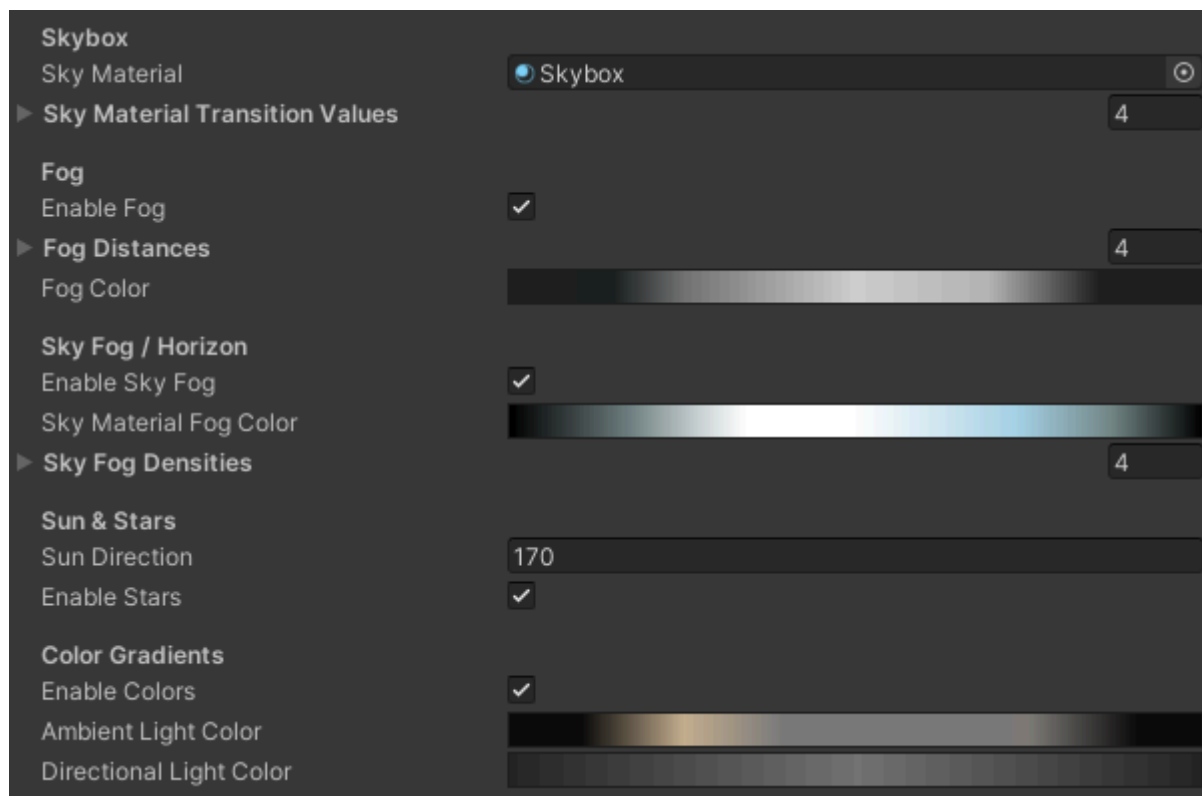 Skybox
Sky Material Skybox
Sky Material Transition Values 4
Fog
Enable Fog
Fog Distances 4
Fog Color
Sky Fog / Horizon
Enable Sky Fog
Sky Material Fog Color
Sky Fog Densities 4
Sun & Stars
Sun Direction 170
Enable Stars
Color Gradients
Enable Colors
Ambient Light Color
Directional Light Color